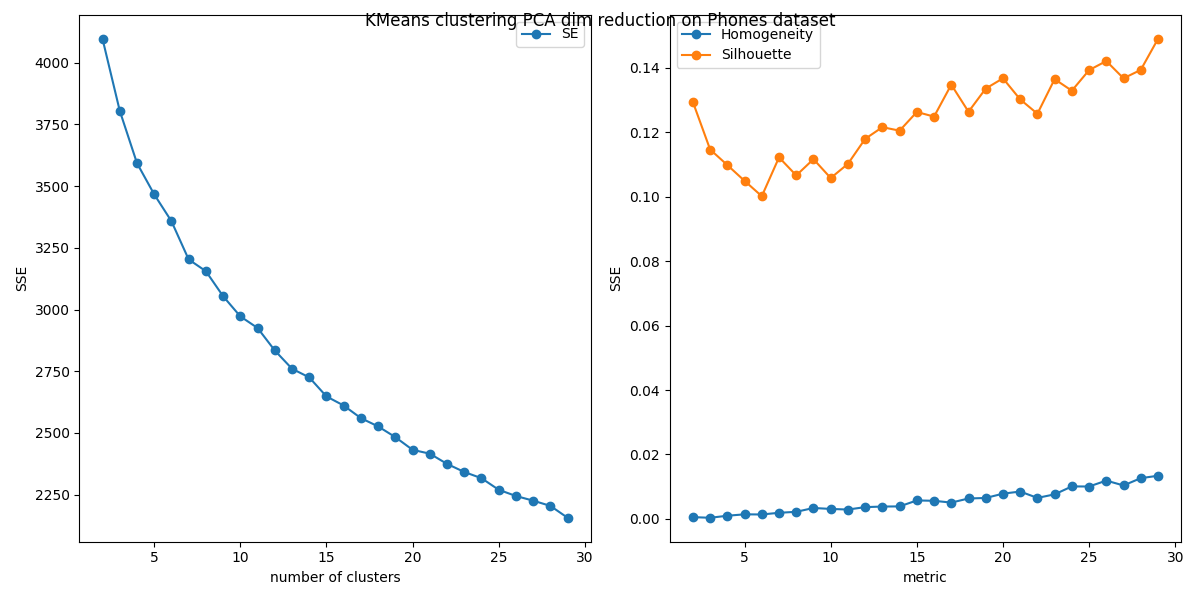 KMeans clustering PCA dim reduction on Phones dataset
SE
4000
3750
3500
3250
3000
2750
2500
2250
SSE
5 10 15 20 25 30
number of clusters
Homogeneity
Silhouette
0.14
0.12
0.10
0.08
0.06
0.04
0.02
0.00
SSE
5 10 15 20 25 30
metric